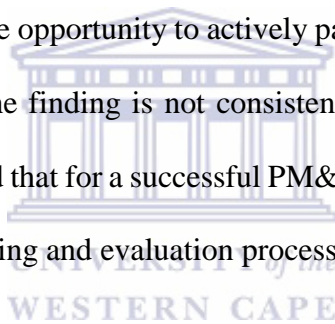 e opportunity to actively pa
ne finding is not consisten
d that for a successful PM&
ing and evaluation process
UNIVERSITY of the
WESTERN CAPE